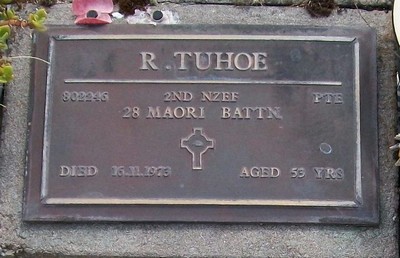 R. TUHOE
802246 2ND NZEF PTE
28 MAORI BATTN.
DIED 16.11.1973 AGED 53 YRS